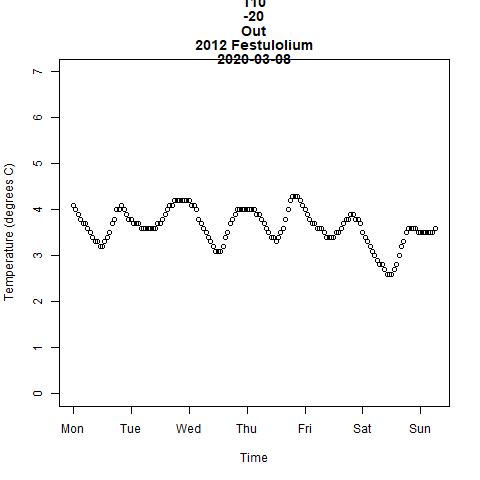 110
-20
Out
2012 Festulolium
2020-03-08
7
6
5
4
3
2
1
0
Temperature (degrees C)
Mon Tue Wed Thu Fri Sat Sun
Time